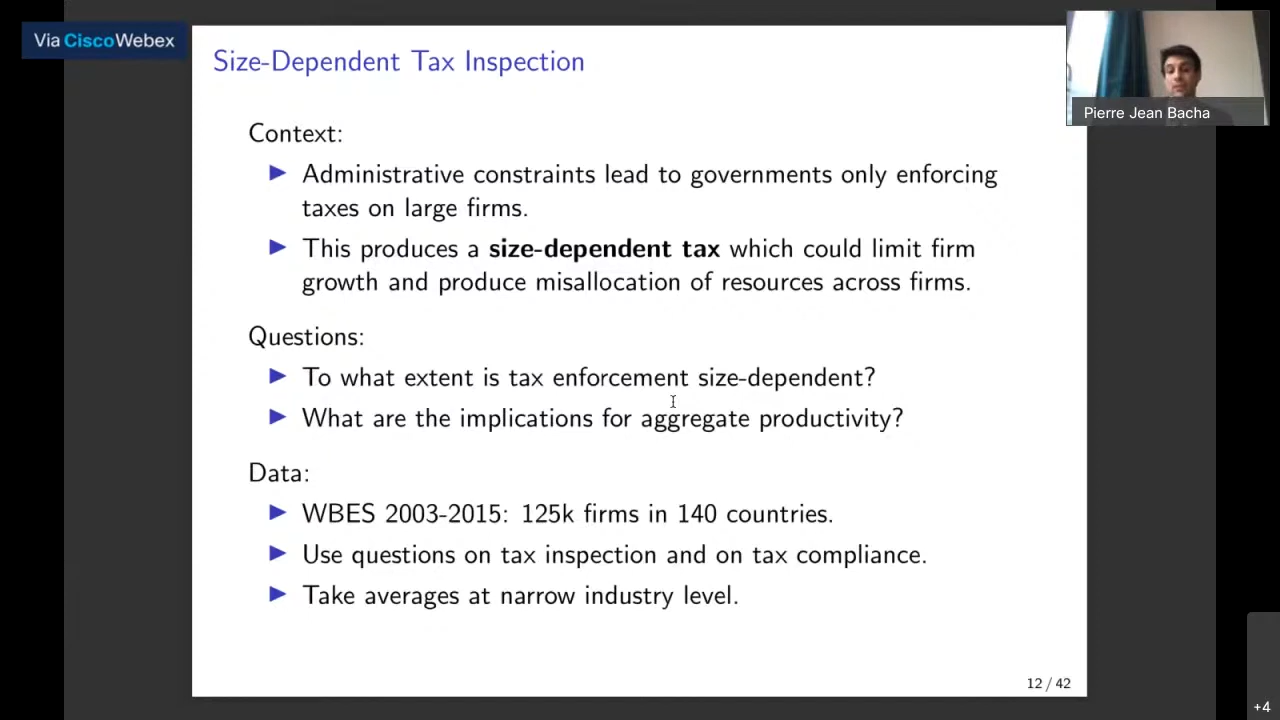 Via Cisco Webex
Size-Dependent Tax Inspection
Pierre Jean Bacha
Context:
Administrative constraints lead to governments only enforcing
taxes on large firms.
This produces a size-dependent tax which could limit firm
growth and produce misallocation of resources across firms.
Questions:
To what extent is tax enforcement size-dependent?
What are the implications for aggregate productivity?
Data:
WBES 2003-2015: 125k firms in 140 countries.
Use questions on tax inspection and on tax compliance.
Take averages at narrow industry level.
12 / 42
+4